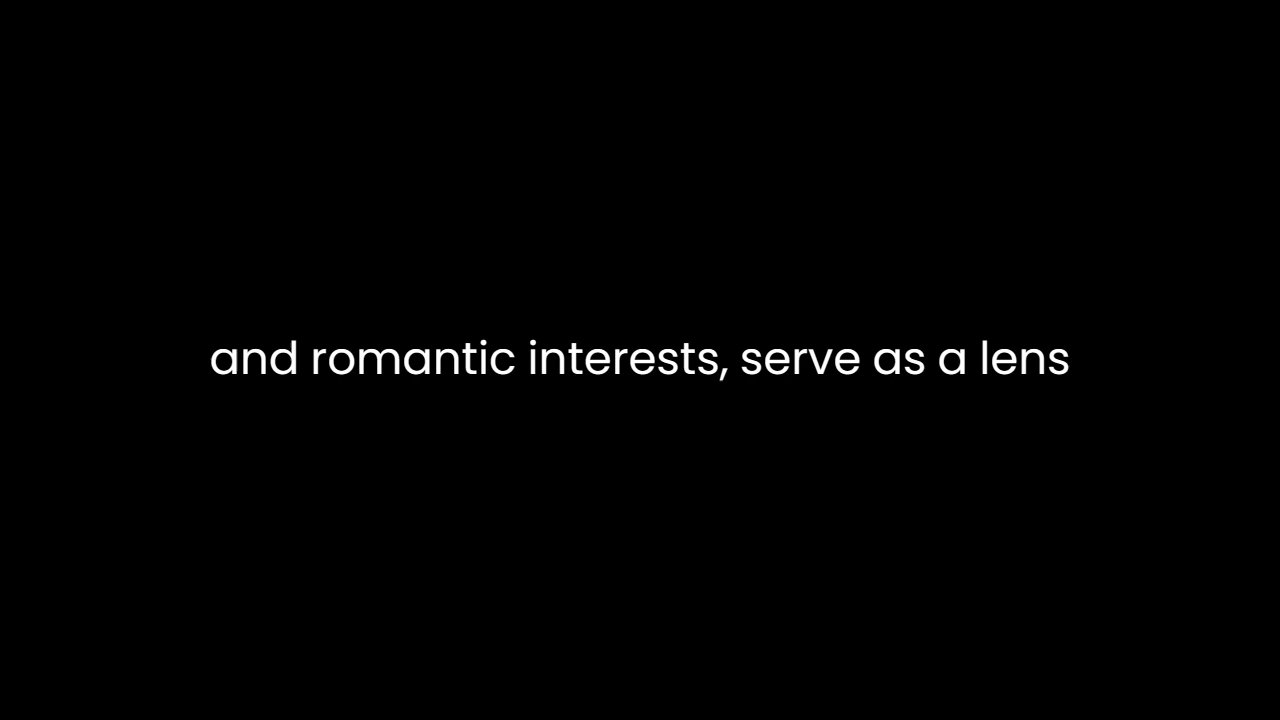 and romantic interests, serve as a lens